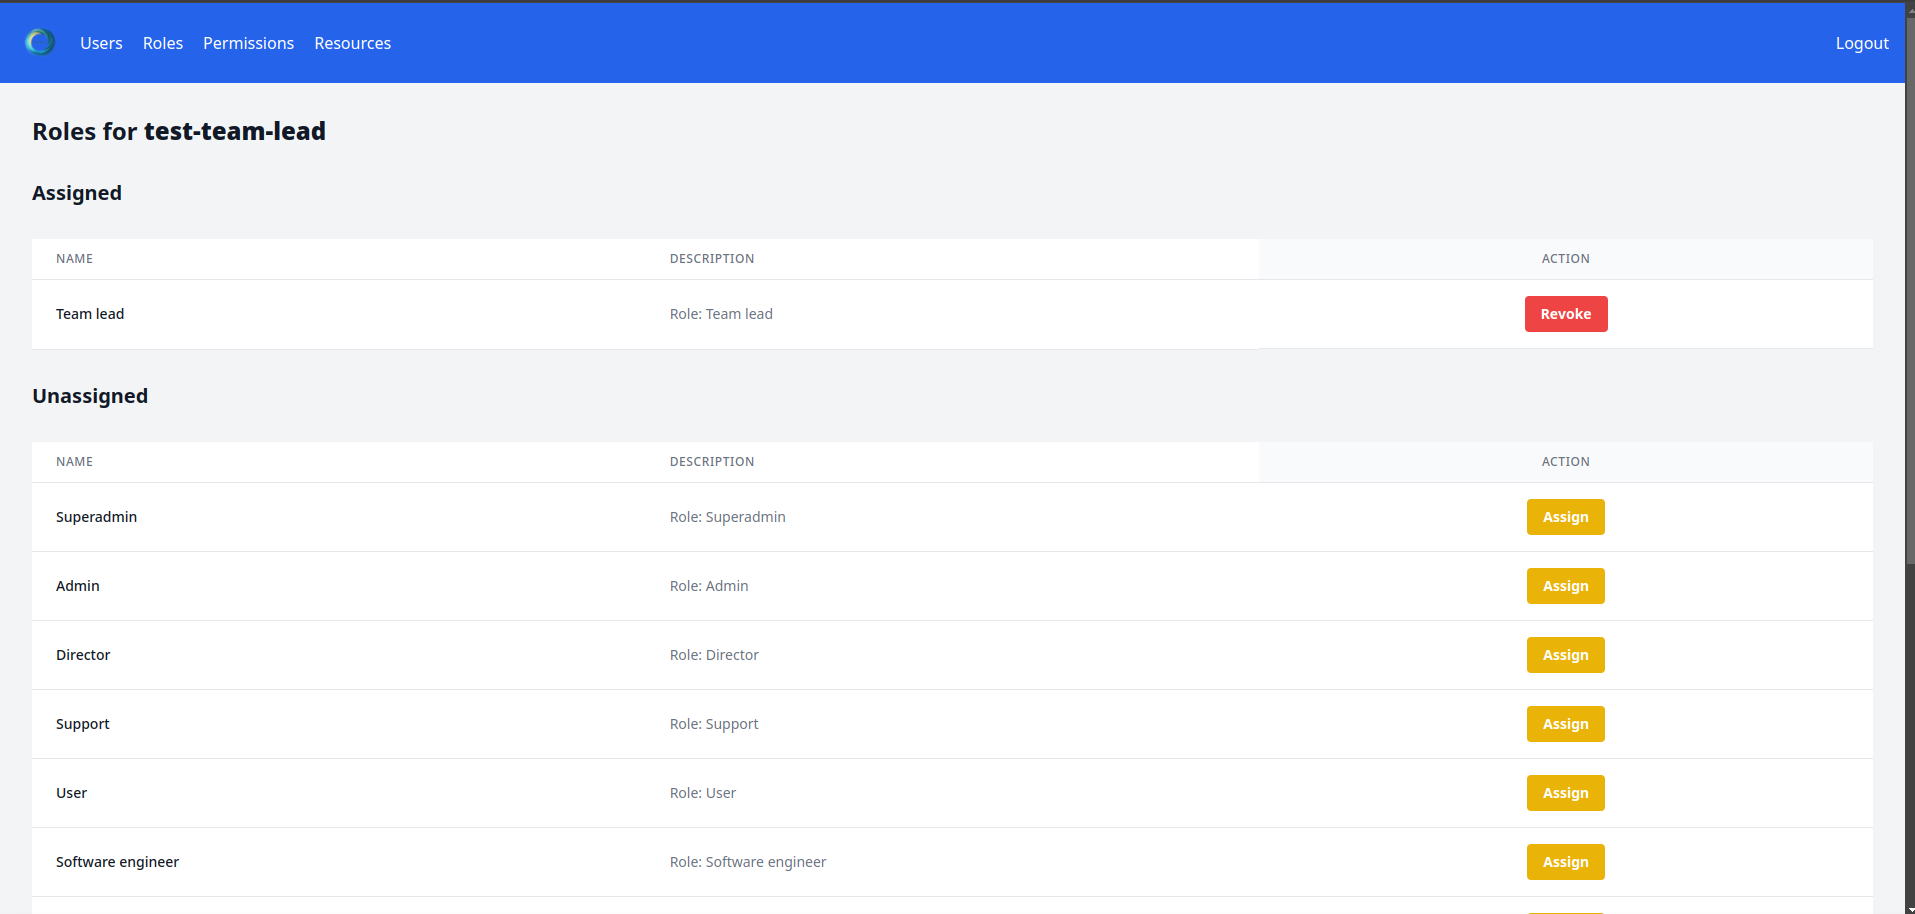 Users Roles Permissions Resources Logout
Roles for test-team-lead
Assigned
NAME DESCRIPTION ACTION
Team lead Role: Team lead Revoke
Unassigned
NAME DESCRIPTION ACTION
Superadmin Role: Superadmin Assign
Admin Role: Admin Assign
Director Role: Director Assign
Support Role: Support Assign
User Role: User Assign
Software engineer Role: Software engineer Assign